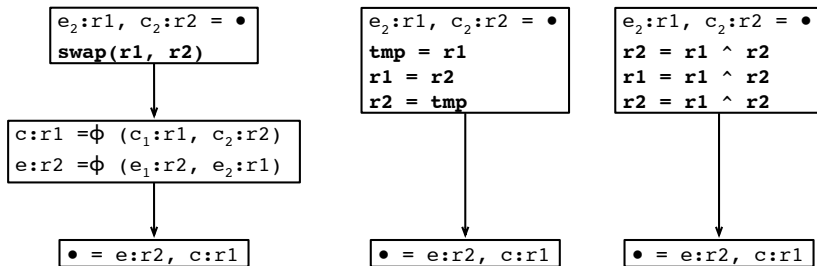 e₂:r1, c₂:r2 = •
swap(r1, r2)
c:r1 =ϕ (c₁:r1, c₂:r2)
e:r2 =ϕ (e₁:r2, e₂:r1)
• = e:r2, c:r1
e₂:r1, c₂:r2 = •
tmp = r1
r1 = r2
r2 = tmp
• = e:r2, c:r1
e₂:r1, c₂:r2 = •
r2 = r1 ^ r2
r1 = r1 ^ r2
r2 = r1 ^ r2
• = e:r2, c:r1